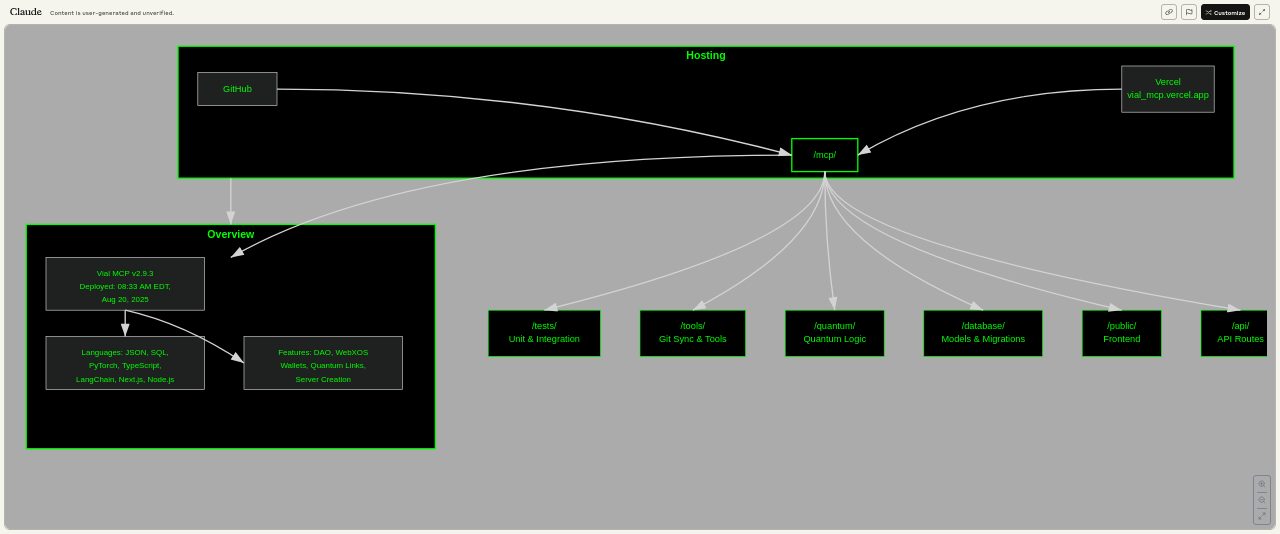 Claude
Content is user-generated and unverified.
Customize
Hosting
GitHub
Vercel
vial_mcp.vercel.app
/mcp/
Overview
Vial MCP v2.9.3
Deployed: 08:33 AM EDT,
Aug 20, 2025
Languages: JSON, SQL,
PyTorch, TypeScript,
LangChain, Next.js, Node.js
Features: DAO, WebXOS
Wallets, Quantum Links,
Server Creation
/tests/
Unit & Integration
/tools/
Git Sync & Tools
/quantum/
Quantum Logic
/database/
Models & Migrations
/public/
Frontend
/api/
API Routes